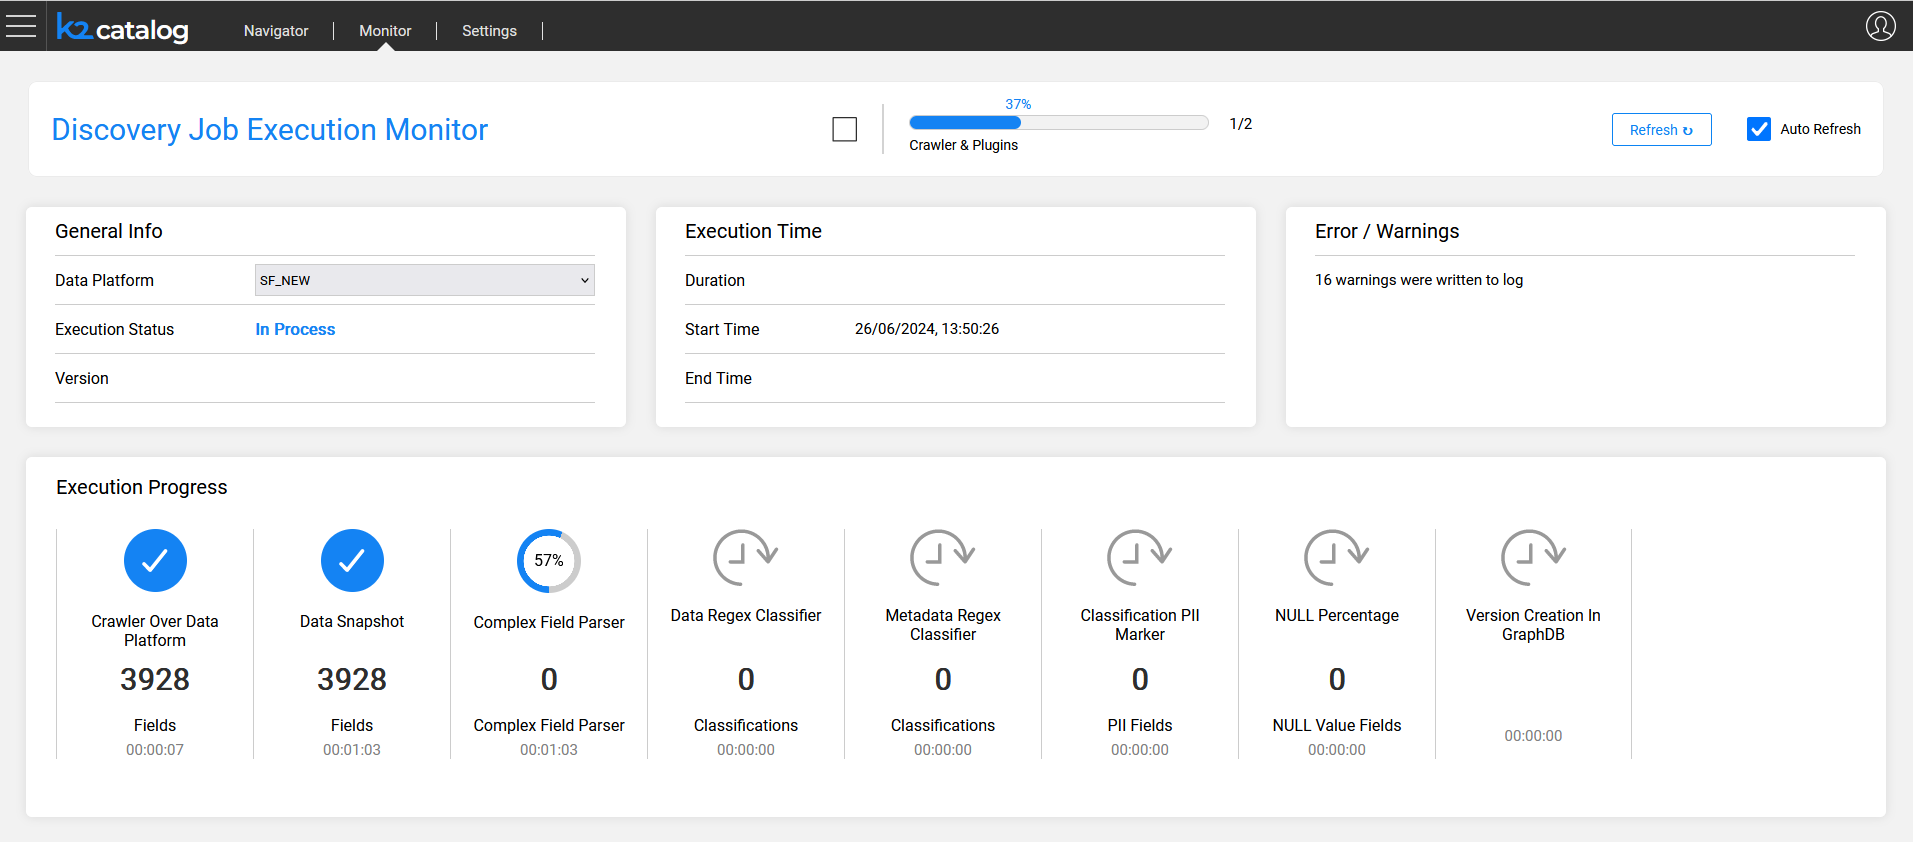 k2catalog
Navigator
Monitor
Settings
Discovery Job Execution Monitor
37%
1/2
Crawler & Plugins
Refresh ↻
Auto Refresh
General Info
Data Platform
SF_NEW
Execution Status
In Process
Version
Execution Time
Duration
Start Time
26/06/2024, 13:50:26
End Time
Error / Warnings
16 warnings were written to log
Execution Progress
Crawler Over Data
Platform
3928
Fields
00:00:07
Data Snapshot
3928
Fields
00:01:03
57%
Complex Field Parser
0
Complex Field Parser
00:01:03
Data Regex Classifier
0
Classifications
00:00:00
Metadata Regex
Classifier
0
Classifications
00:00:00
Classification PII
Marker
0
PII Fields
00:00:00
NULL Percentage
0
NULL Value Fields
00:00:00
Version Creation In
GraphDB
00:00:00